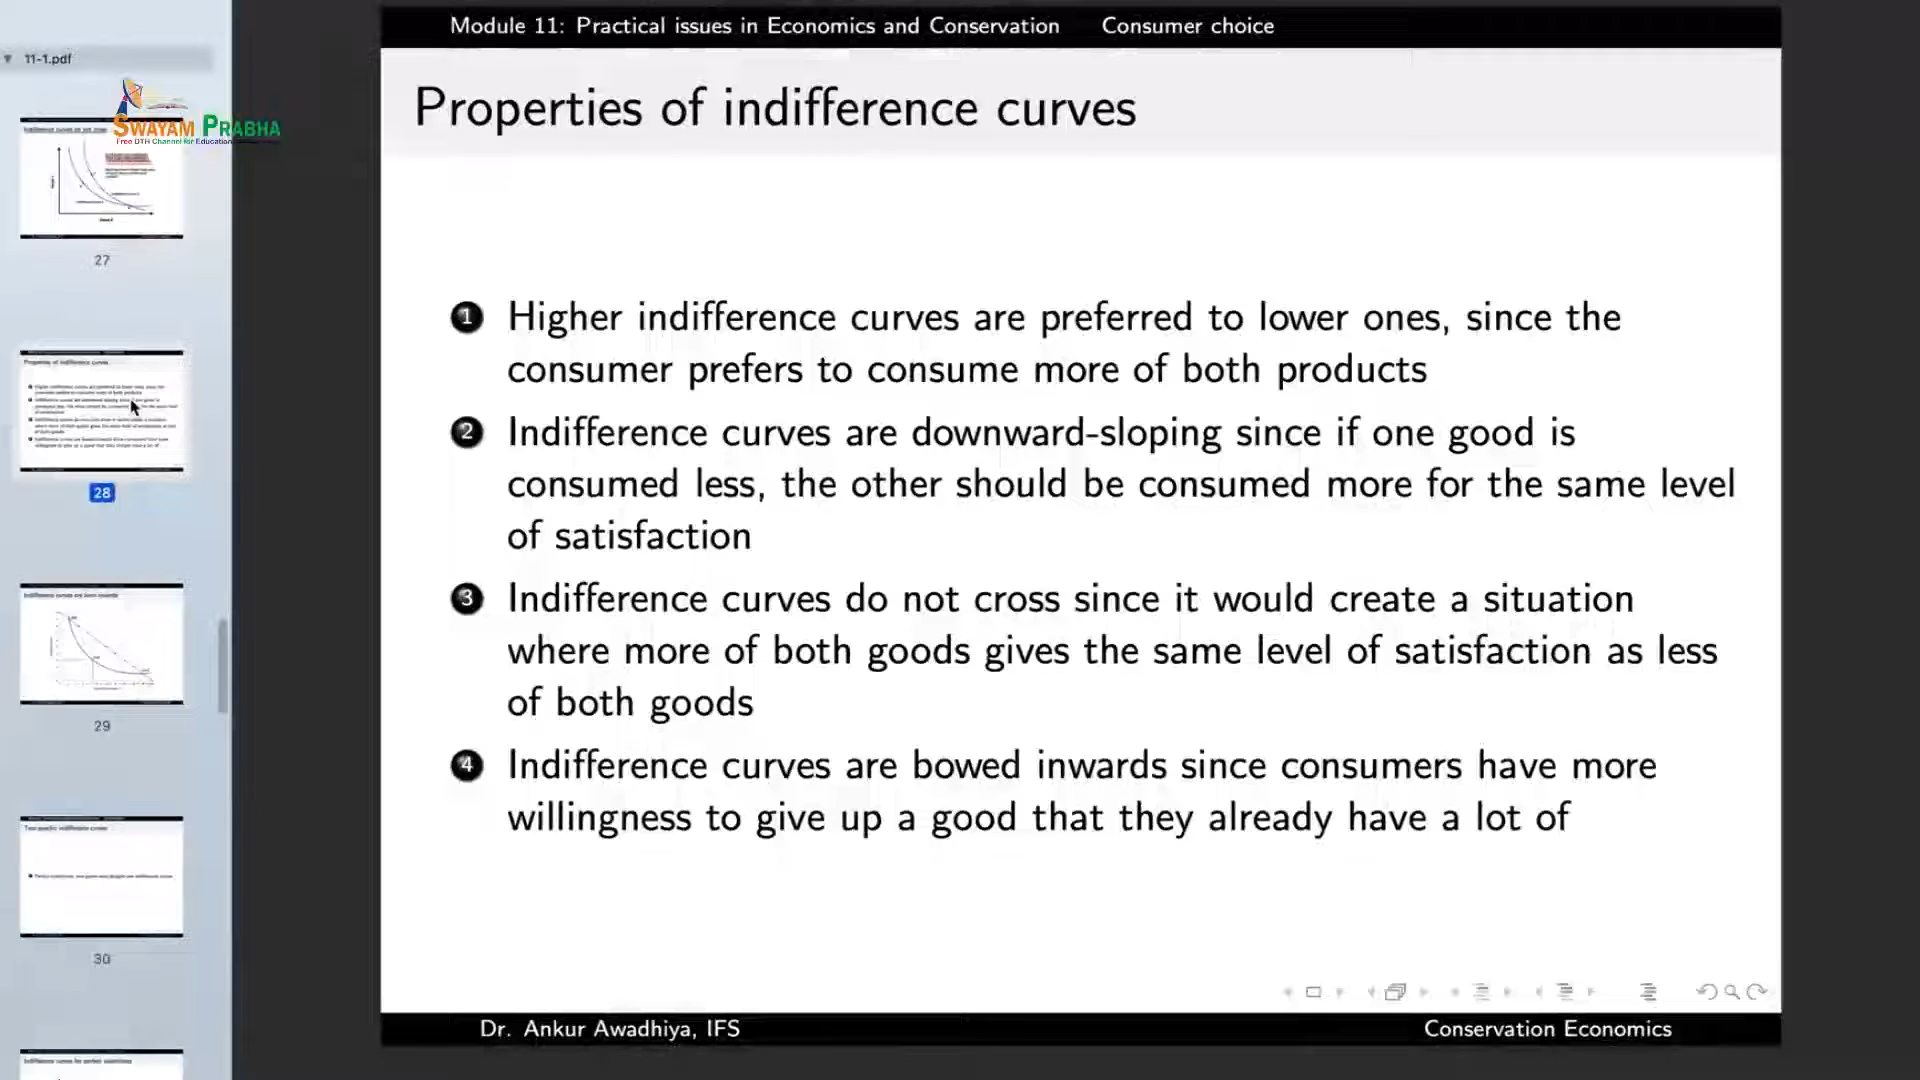 Module 11: Practical issues in Economics and Conservation Consumer choice
11-1.pdf
SWAYAM PRABHA
Free DTH Channel for Education
27
28
29
30
Properties of indifference curves
1 Higher indifference curves are preferred to lower ones, since the
consumer prefers to consume more of both products
2 Indifference curves are downward-sloping since if one good is
consumed less, the other should be consumed more for the same level
of satisfaction
3 Indifference curves do not cross since it would create a situation
where more of both goods gives the same level of satisfaction as less
of both goods
4 Indifference curves are bowed inwards since consumers have more
willingness to give up a good that they already have a lot of
Dr. Ankur Awadhiya, IFS Conservation Economics